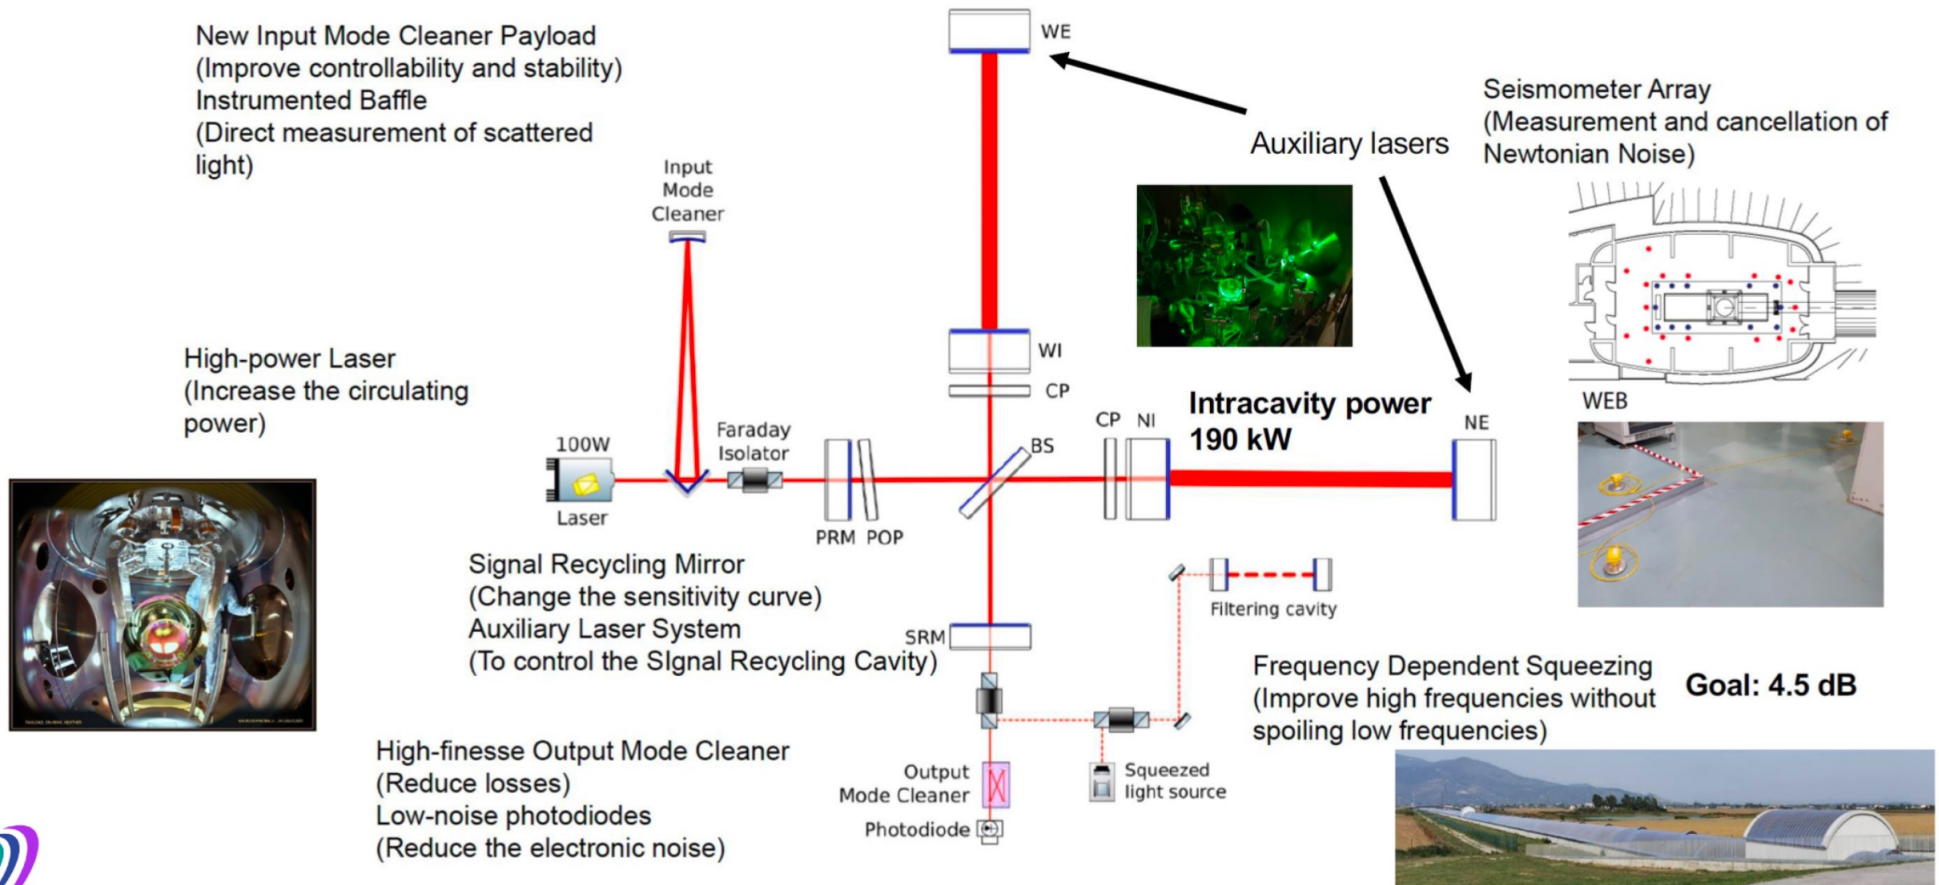 New Input Mode Cleaner Payload
(Improve controllability and stability)
Instrumented Baffle
(Direct measurement of scattered
light)
Input
Mode
Cleaner
WE
Auxiliary lasers
Seismometer Array
(Measurement and cancellation of
Newtonian Noise)
WEB
High-power Laser
(Increase the circulating
power)
100W
Laser
Faraday
Isolator
PRM
POP
WI
CP
BS
CP
NI
Intracavity power
190 kW
NE
Signal Recycling Mirror
(Change the sensitivity curve)
Auxiliary Laser System
(To control the SIgnal Recycling Cavity)
SRM
Filtering cavity
Frequency Dependent Squeezing
(Improve high frequencies without
spoiling low frequencies)
Goal: 4.5 dB
High-finesse Output Mode Cleaner
(Reduce losses)
Low-noise photodiodes
(Reduce the electronic noise)
Output
Mode Cleaner
Photodiode
Squeezed
light source